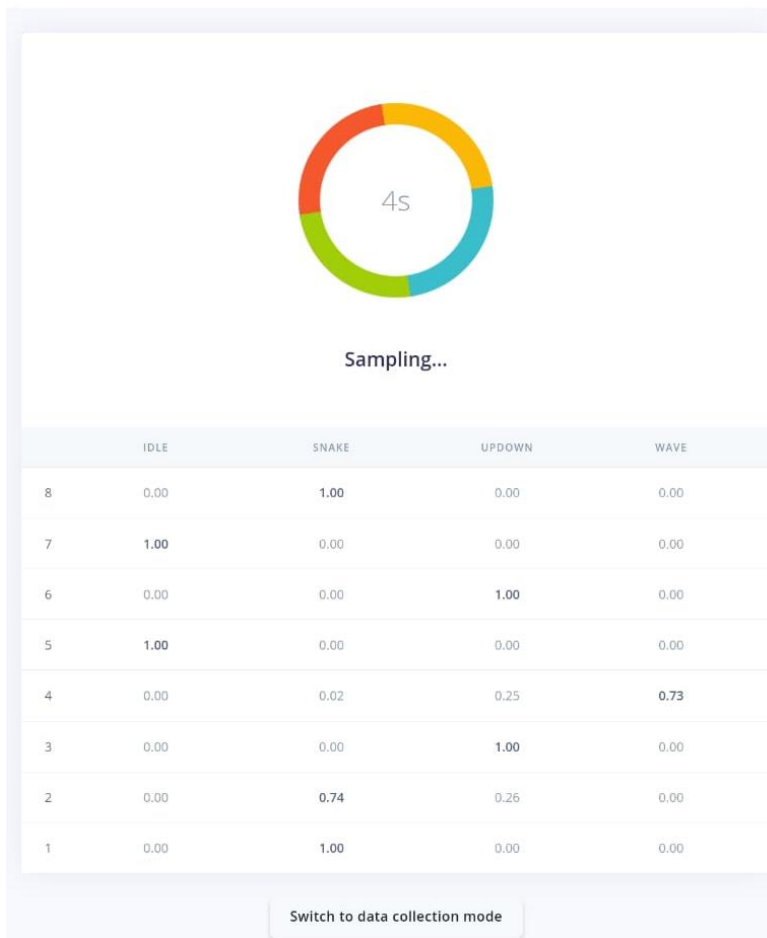 4s
Sampling...
IDLE SNAKE UPDOWN WAVE
8 0.00 1.00 0.00 0.00
7 1.00 0.00 0.00 0.00
6 0.00 0.00 1.00 0.00
5 1.00 0.00 0.00 0.00
4 0.00 0.02 0.25 0.73
3 0.00 0.00 1.00 0.00
2 0.00 0.74 0.26 0.00
1 0.00 1.00 0.00 0.00
Switch to data collection mode